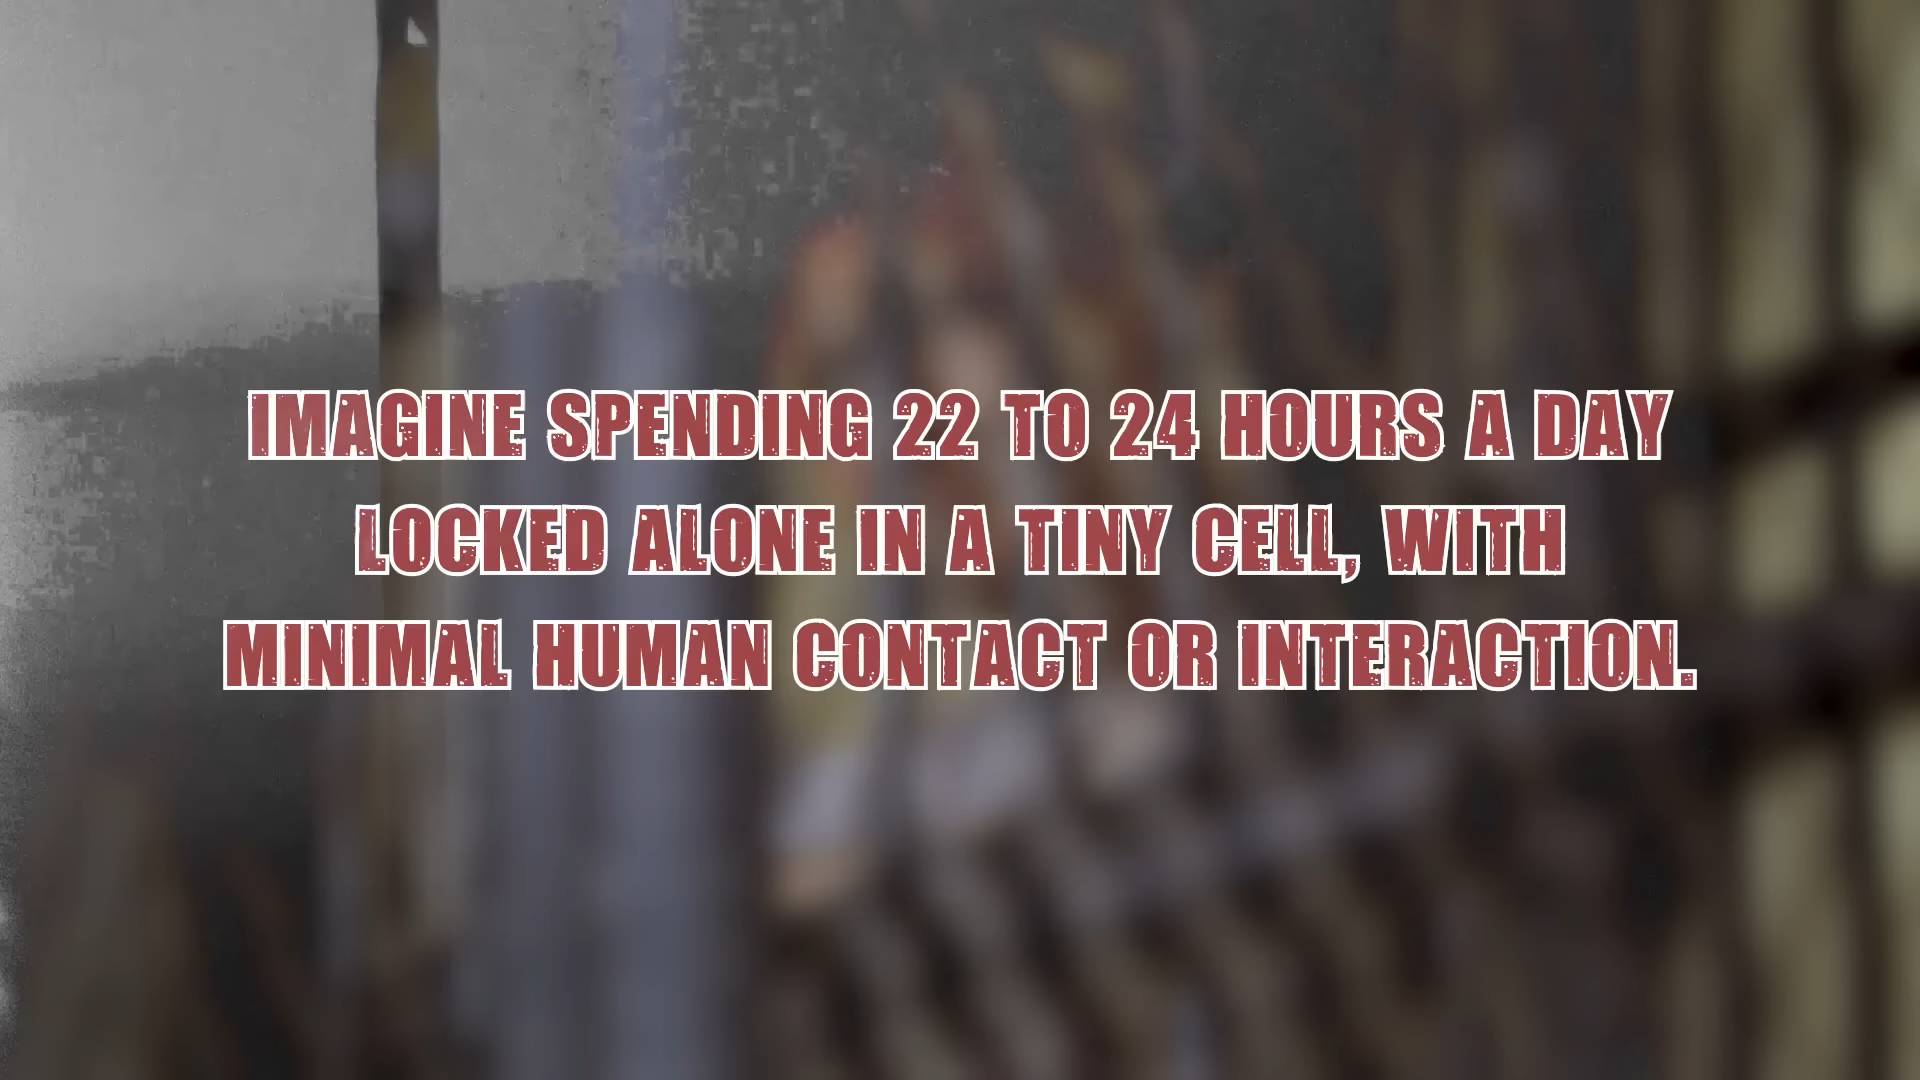 IMAGINE SPENDING 22 TO 24 HOURS A DAY
LOCKED ALONE IN A TINY CELL, WITH
MINIMAL HUMAN CONTACT OR INTERACTION.